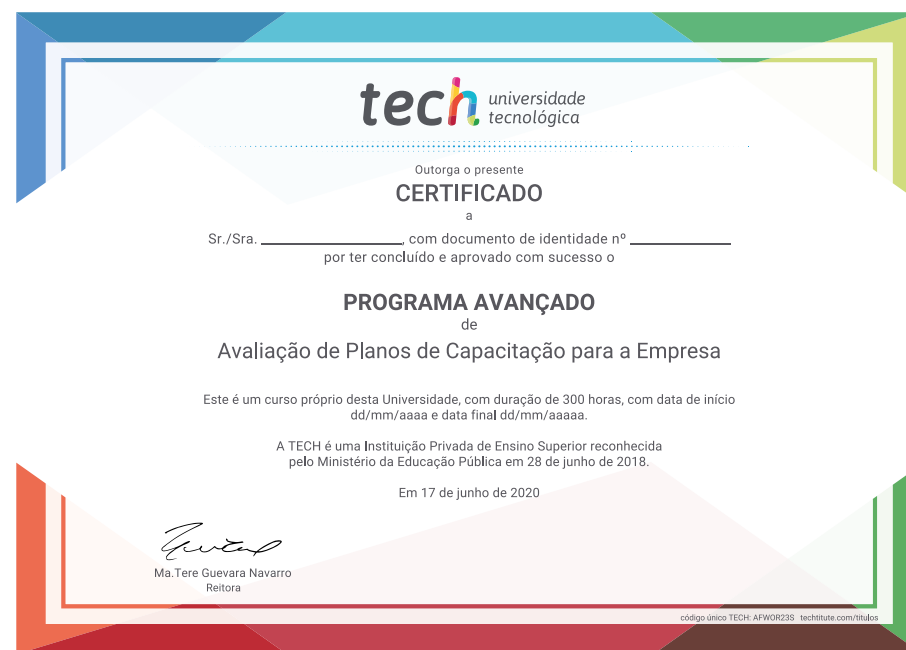 tech universidade
tecnológica
Outorga o presente
CERTIFICADO
a
Sr./Sra. ________________, com documento de identidade nº ____________
por ter concluído e aprovado com sucesso o
PROGRAMA AVANÇADO
de
Avaliação de Planos de Capacitação para a Empresa
Este é um curso próprio desta Universidade, com duração de 300 horas, com data de início
dd/mm/aaaa e data final dd/mm/aaaaa.
A TECH é uma Instituição Privada de Ensino Superior reconhecida
pelo Ministério da Educação Pública em 28 de junho de 2018.
Em 17 de junho de 2020
Ma.Tere Guevara Navarro
Reitora
código único TECH: AFWOR23S techtitute.com/titulos